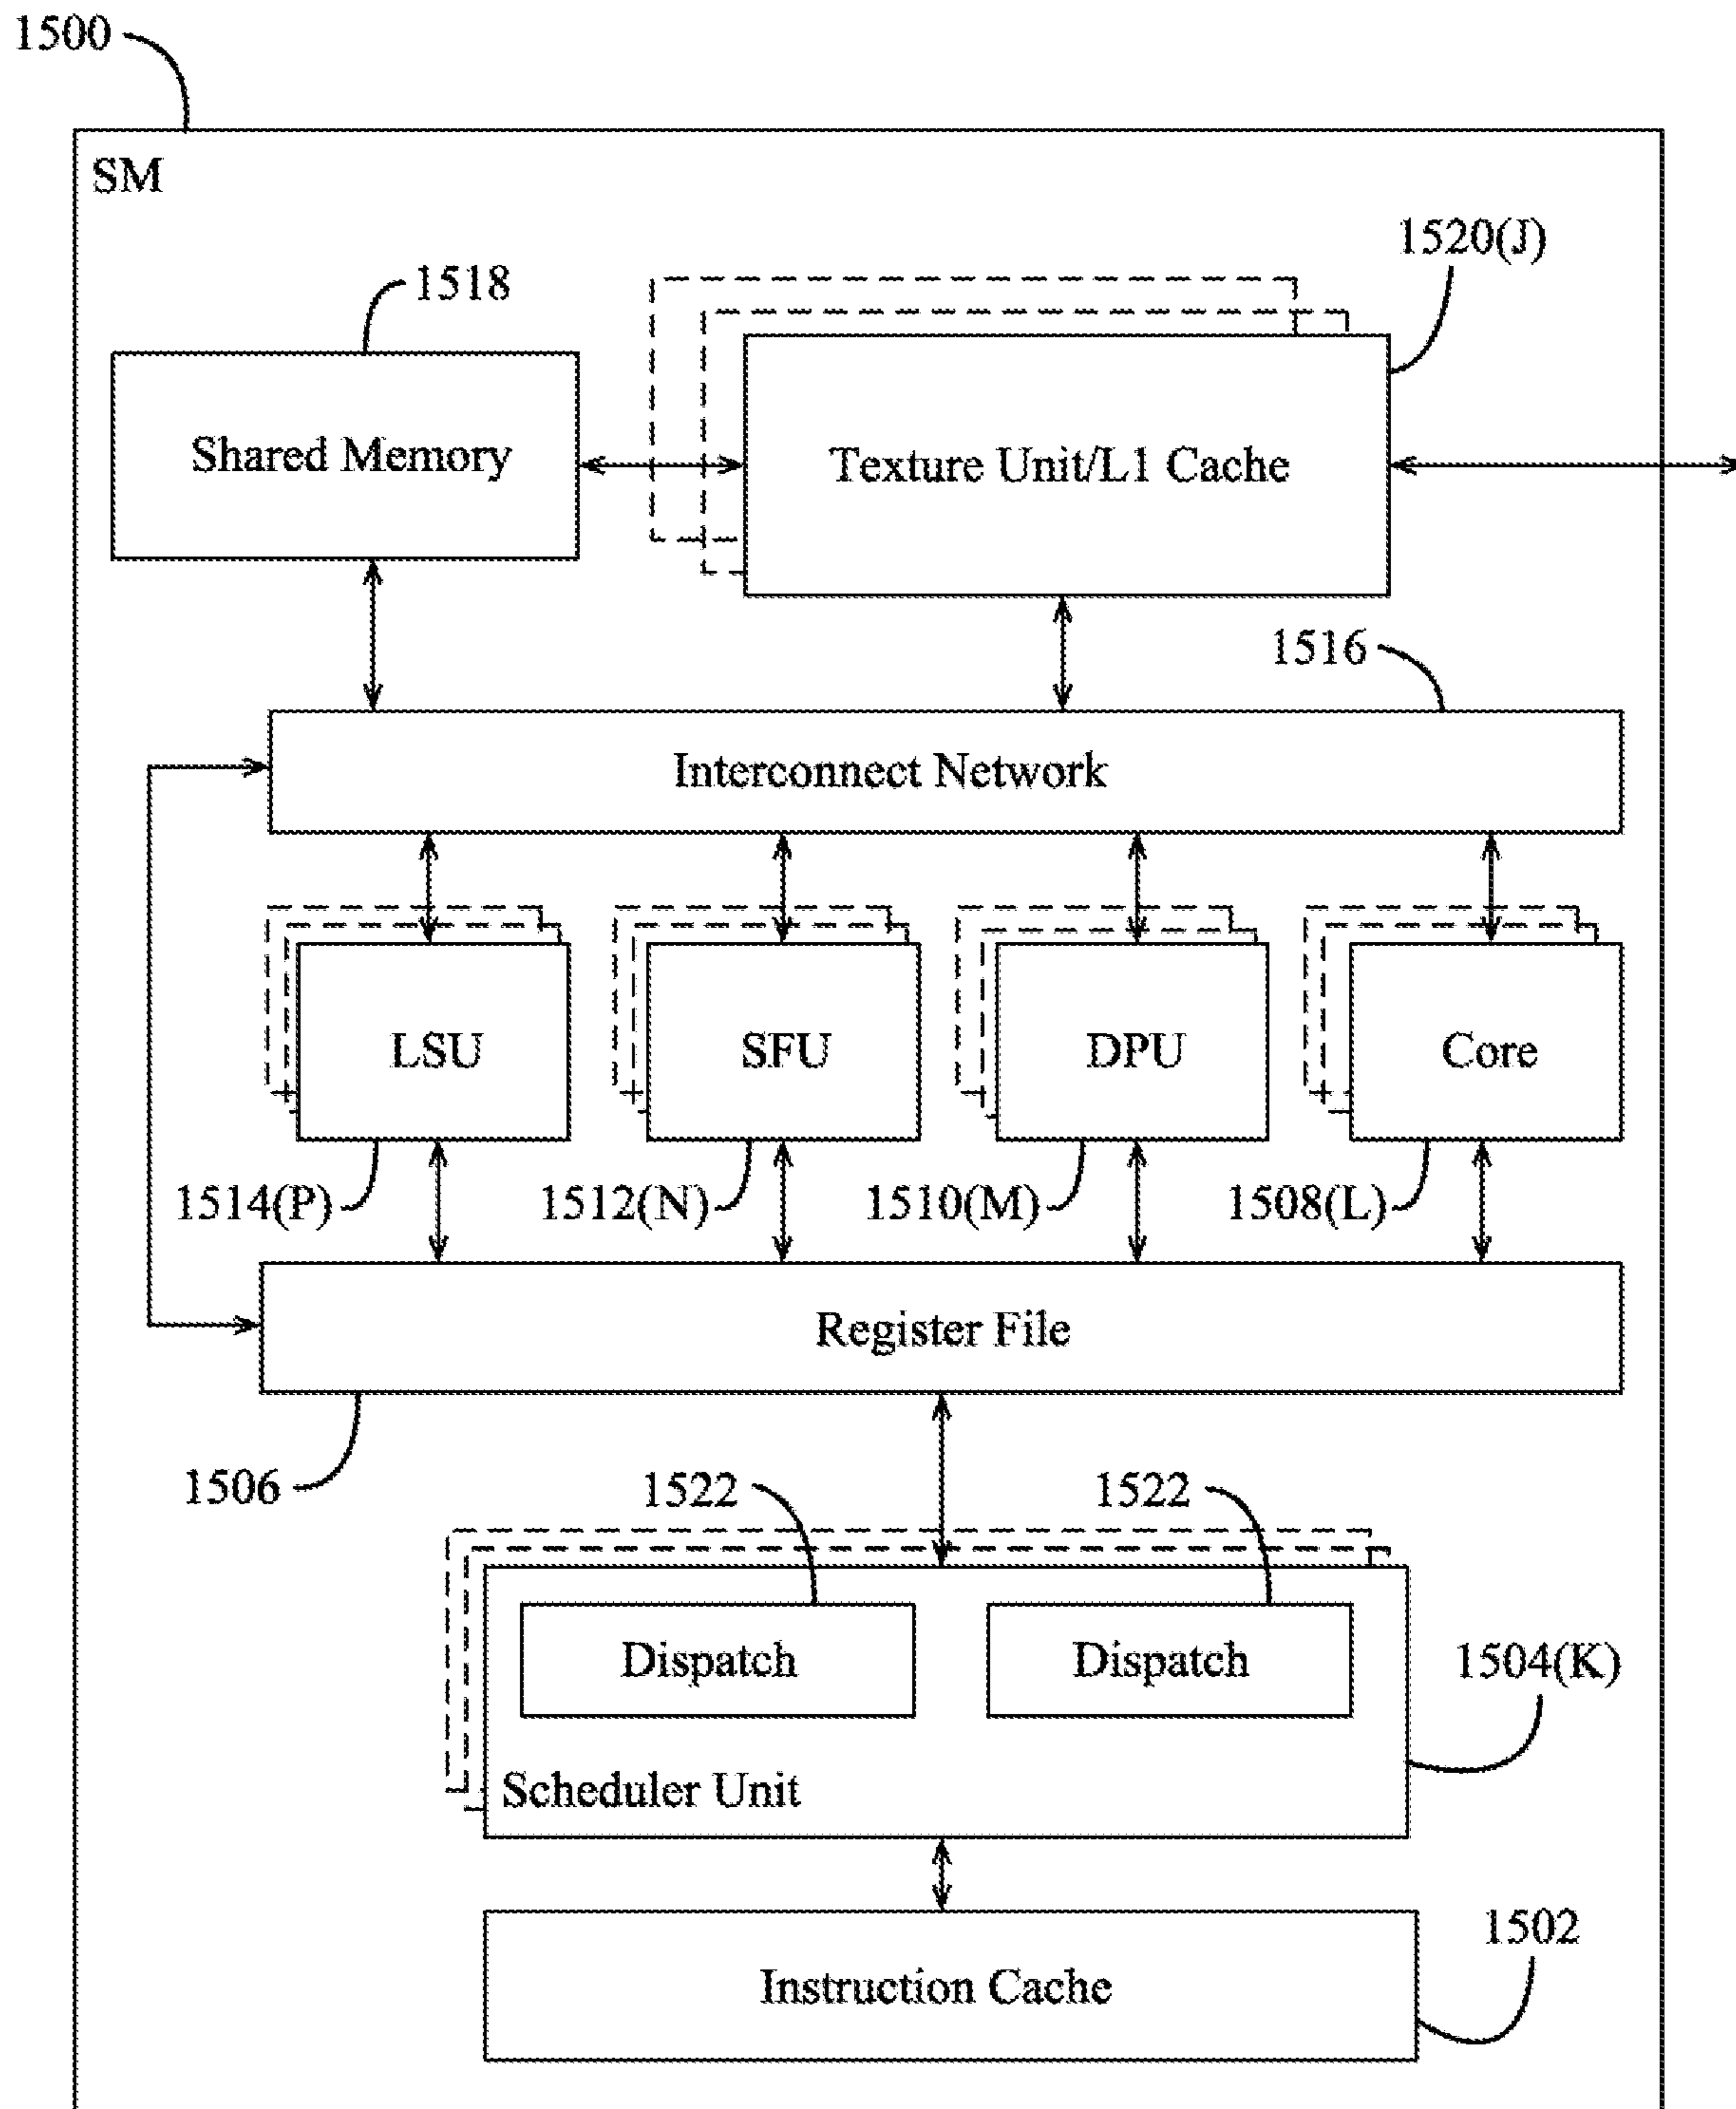 1500
SM
1520(J)
1518
Shared Memory
Texture Unit/L1 Cache
1516
Interconnect Network
LSU
SFU
DPU
Core
1514(P)
1512(N)
1510(M)
1508(L)
Register File
1506
1522
1522
Dispatch
Dispatch
1504(K)
Scheduler Unit
1502
Instruction Cache